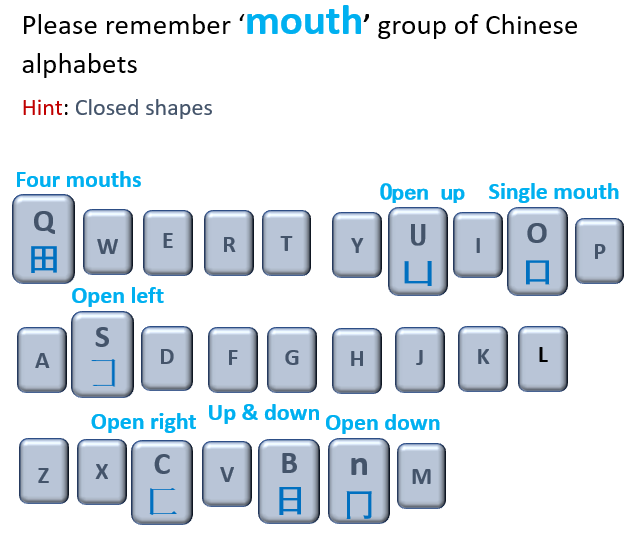 Please remember ‘mouth’ group of Chinese
alphabets
Hint: Closed shapes
Four mouths
0pen up
Single mouth
Q W E R T Y U I O P
田 凵 口
Open left
A S D F G H J K L
コ
Open right
Up & down
Open down
Z X C V B n M
匚 日 冂